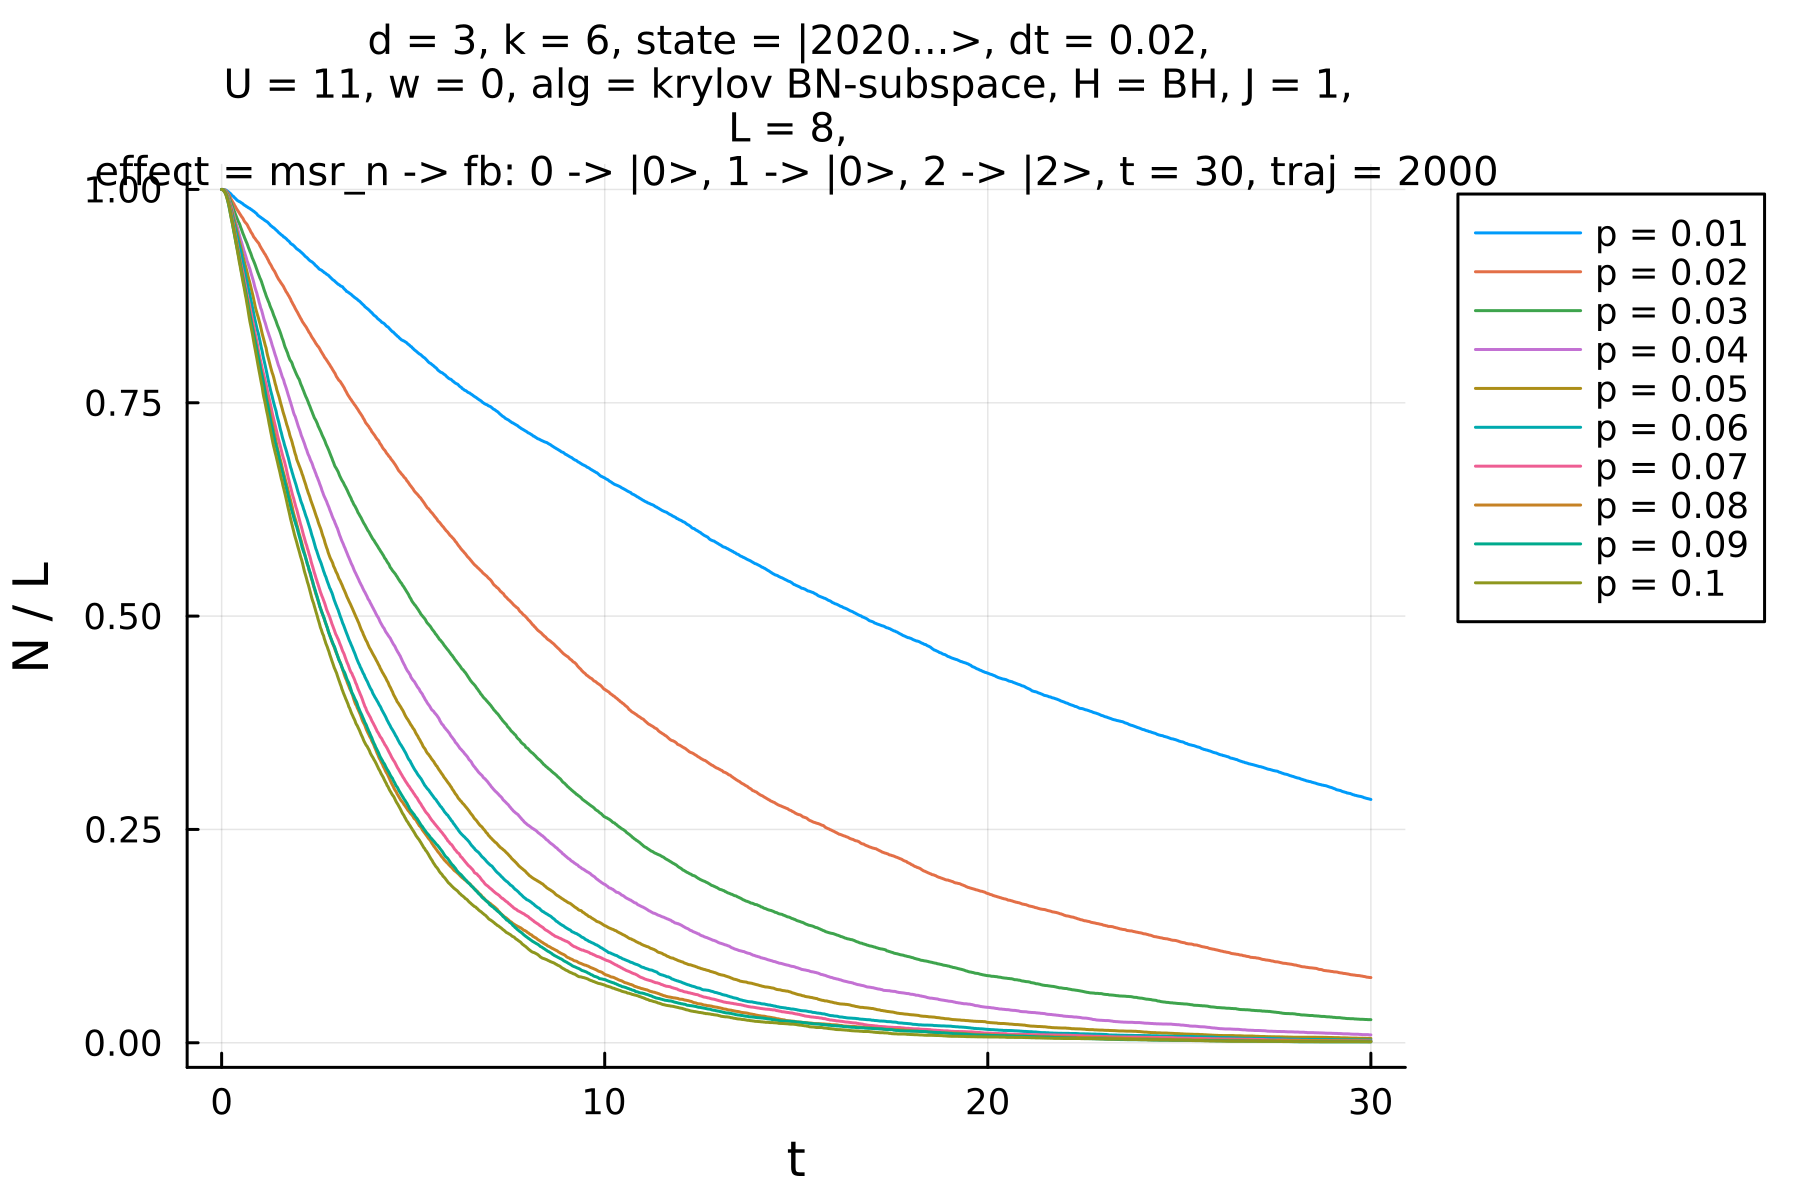 d = 3, k = 6, state = |2020...>, dt = 0.02,
U = 11, w = 0, alg = krylov BN-subspace, H = BH, J = 1,
L = 8,
effect = msr_n -> fb: 0 -> |0>, 1 -> |0>, 2 -> |2>, t = 30, traj = 2000
1.00
0.75
0.50
0.25
0.00
N / L
0
10
20
30
t
p = 0.01
p = 0.02
p = 0.03
p = 0.04
p = 0.05
p = 0.06
p = 0.07
p = 0.08
p = 0.09
p = 0.1